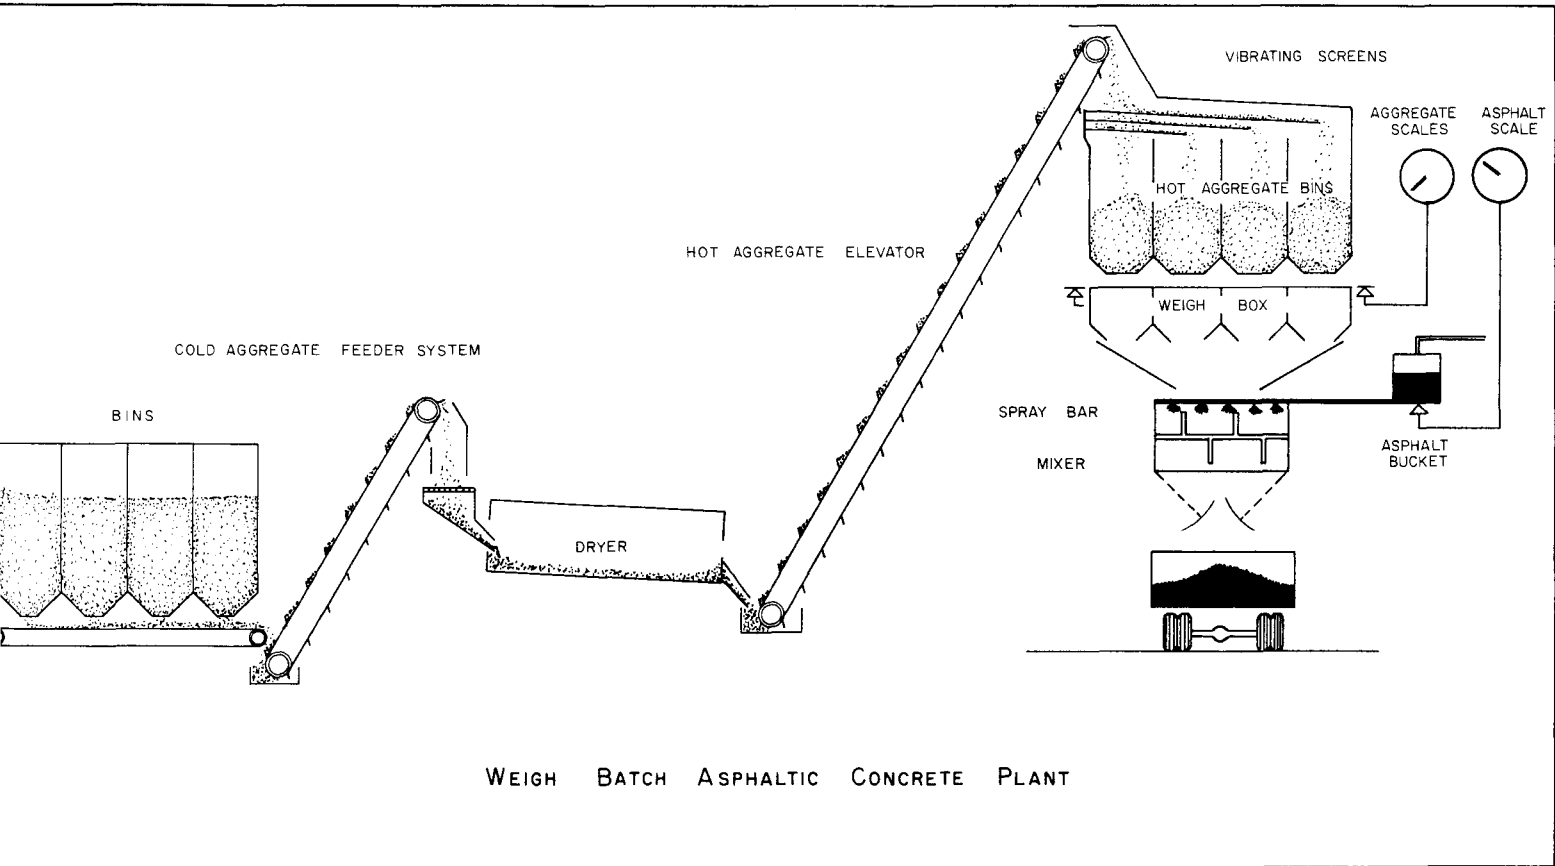 VIBRATING SCREENS
AGGREGATE
SCALES
ASPHALT
SCALE
HOT AGGREGATE BINS
HOT AGGREGATE ELEVATOR
WEIGH BOX
COLD AGGREGATE FEEDER SYSTEM
BINS
SPRAY BAR
MIXER
ASPHALT
BUCKET
DRYER
WEIGH BATCH ASPHALTIC CONCRETE PLANT